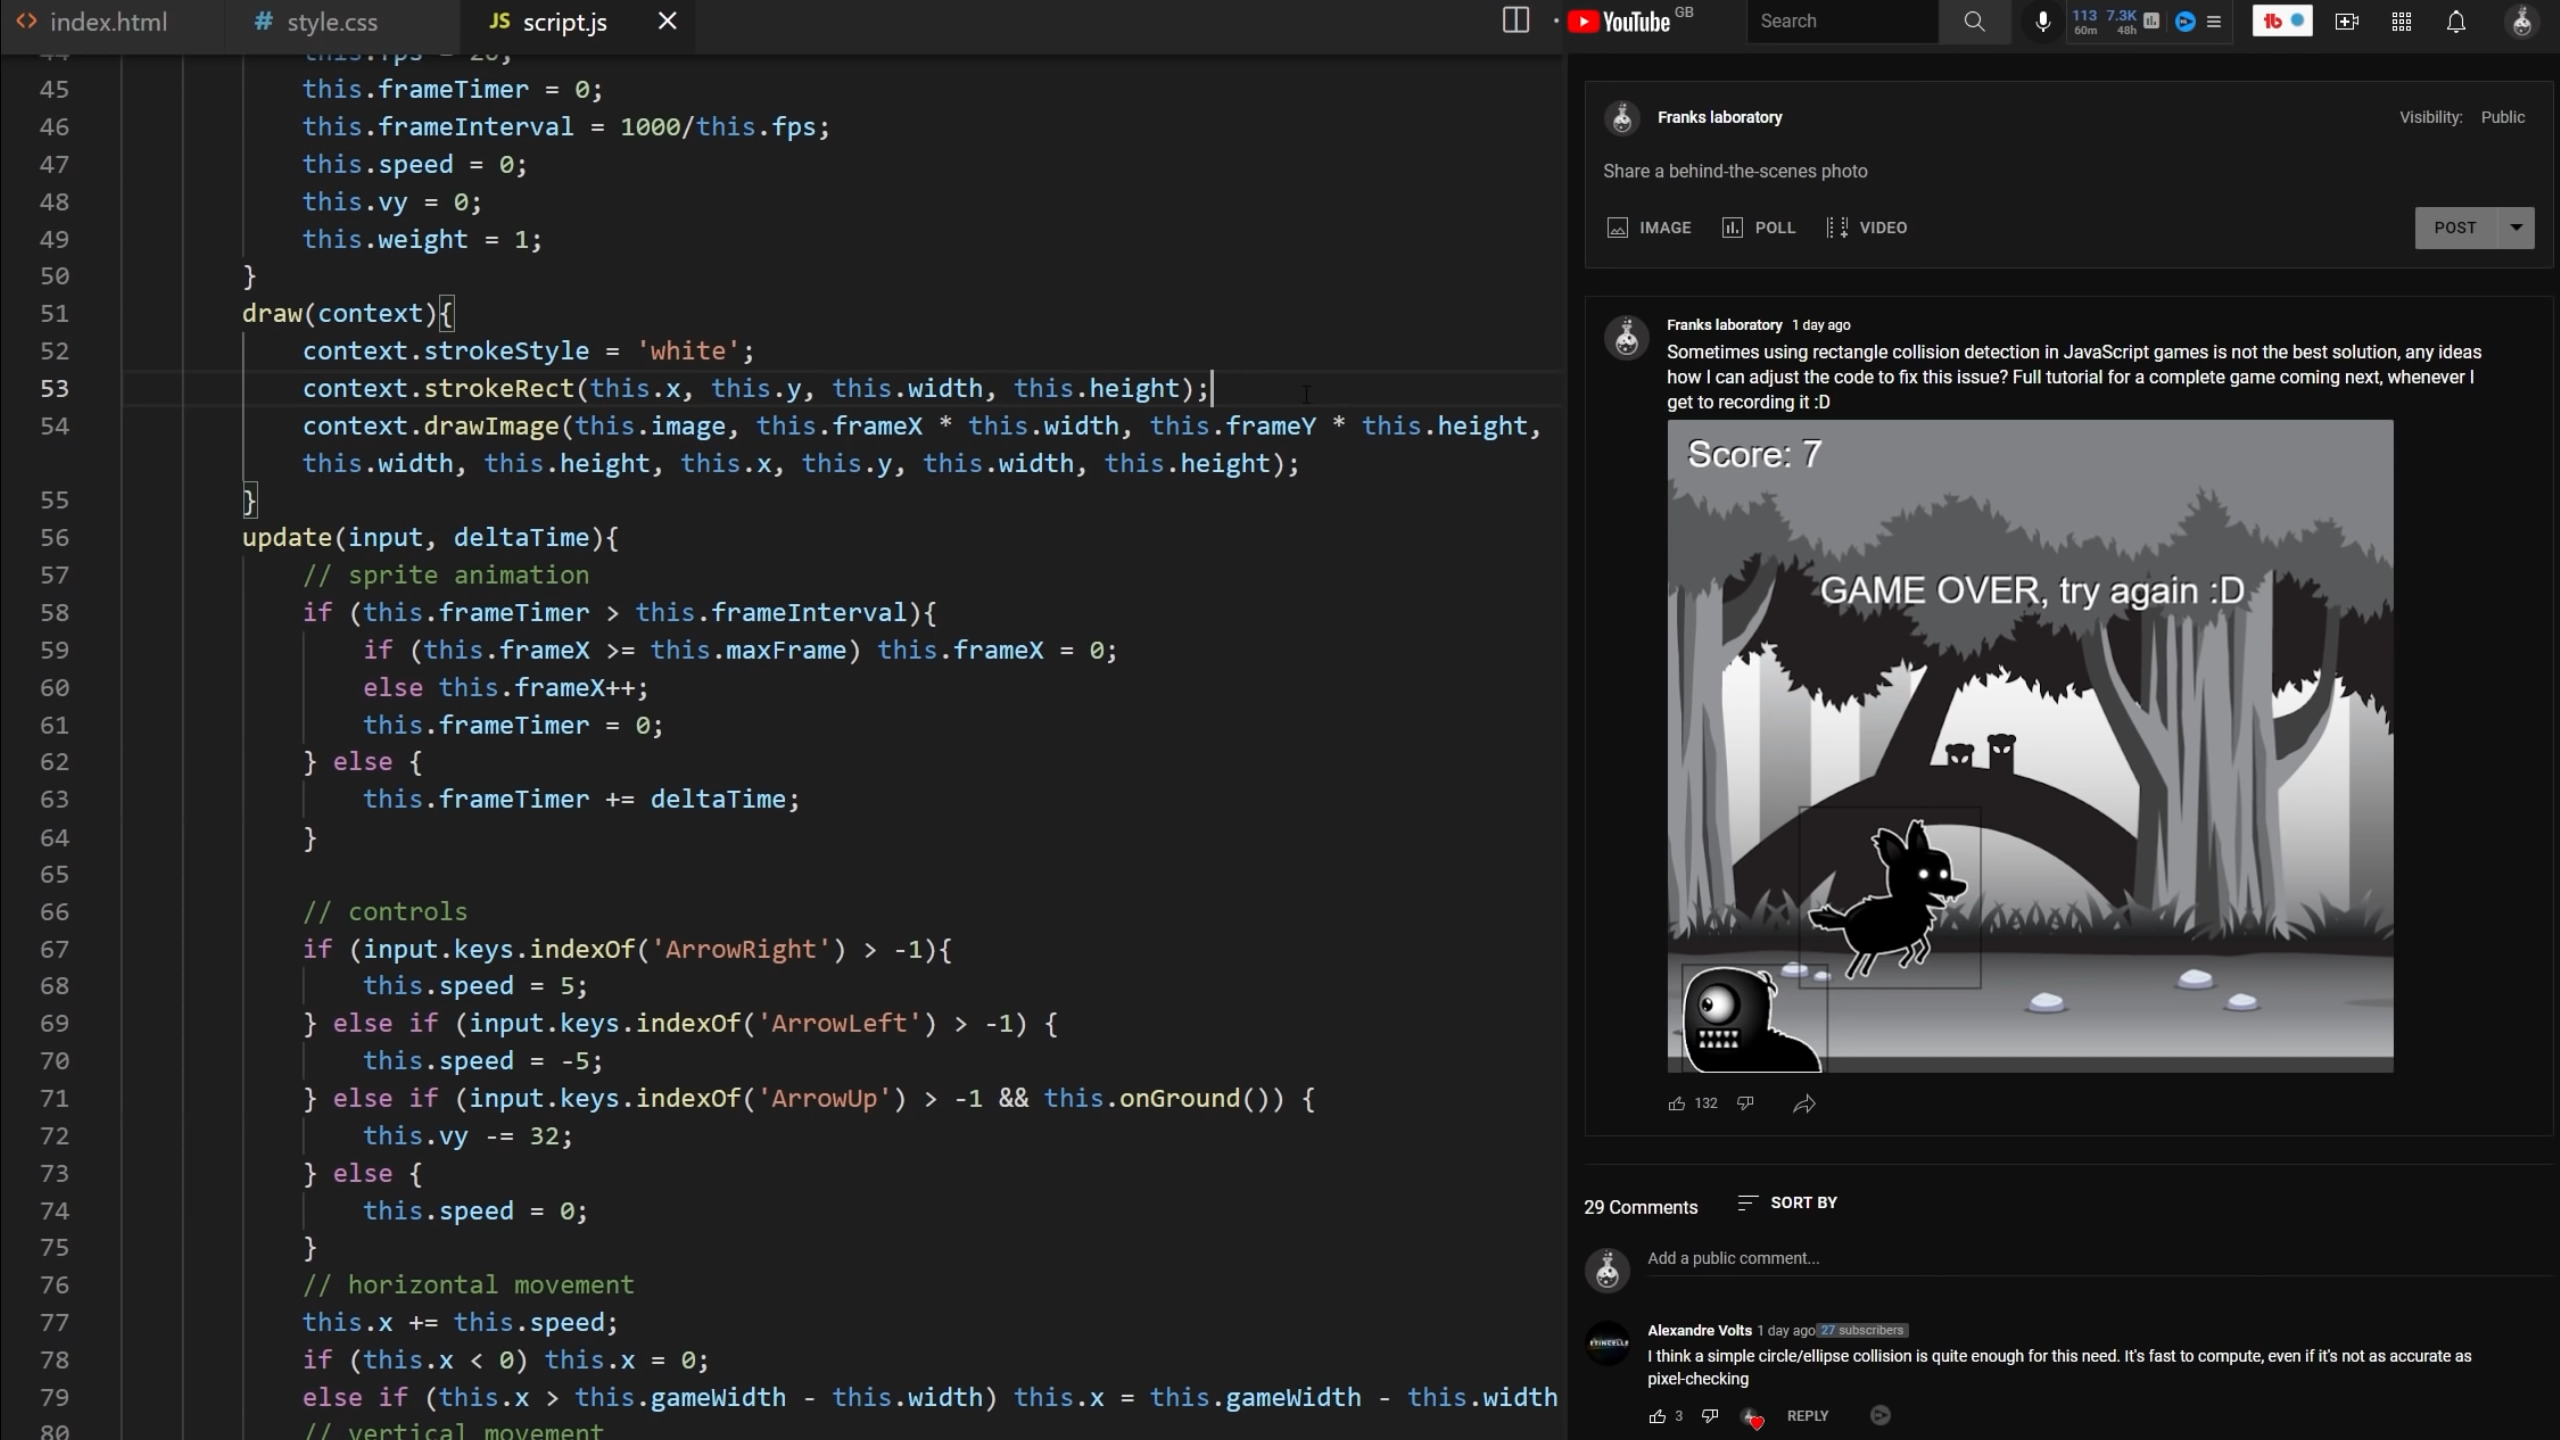 index.html
# style.css
JS script.js
44 this.fps = 20;
45 this.frameTimer = 0;
46 this.frameInterval = 1000/this.fps;
47 this.speed = 0;
48 this.vy = 0;
49 this.weight = 1;
50 }
51 draw(context){
52 context.strokeStyle = 'white';
53 context.strokeRect(this.x, this.y, this.width, this.height);
54 context.drawImage(this.image, this.frameX * this.width, this.frameY * this.height,
this.width, this.height, this.x, this.y, this.width, this.height);
55 }
56 update(input, deltaTime){
57 // sprite animation
58 if (this.frameTimer > this.frameInterval){
59 if (this.frameX >= this.maxFrame) this.frameX = 0;
60 else this.frameX++;
61 this.frameTimer = 0;
62 } else {
63 this.frameTimer += deltaTime;
64 }
65
66 // controls
67 if (input.keys.indexOf('ArrowRight') > -1){
68 this.speed = 5;
69 } else if (input.keys.indexOf('ArrowLeft') > -1) {
70 this.speed = -5;
71 } else if (input.keys.indexOf('ArrowUp') > -1 && this.onGround()) {
72 this.vy -= 32;
73 } else {
74 this.speed = 0;
75 }
76 // horizontal movement
77 this.x += this.speed;
78 if (this.x < 0) this.x = 0;
79 else if (this.x > this.gameWidth - this.width) this.x = this.gameWidth - this.width
80 // vertical movement
YouTube GB
Search
113 7.3K
60m 48h
tb
Franks laboratory
Visibility: Public
Share a behind-the-scenes photo
IMAGE POLL VIDEO
POST
Franks laboratory 1 day ago
Sometimes using rectangle collision detection in JavaScript games is not the best solution, any ideas
how I can adjust the code to fix this issue? Full tutorial for a complete game coming next, whenever I
get to recording it :D
Score: 7
GAME OVER, try again :D
132
29 Comments
SORT BY
Add a public comment...
Alexandre Volts 1 day ago 27 subscribers
I think a simple circle/ellipse collision is quite enough for this need. It's fast to compute, even if it's not as accurate as
pixel-checking
3 REPLY